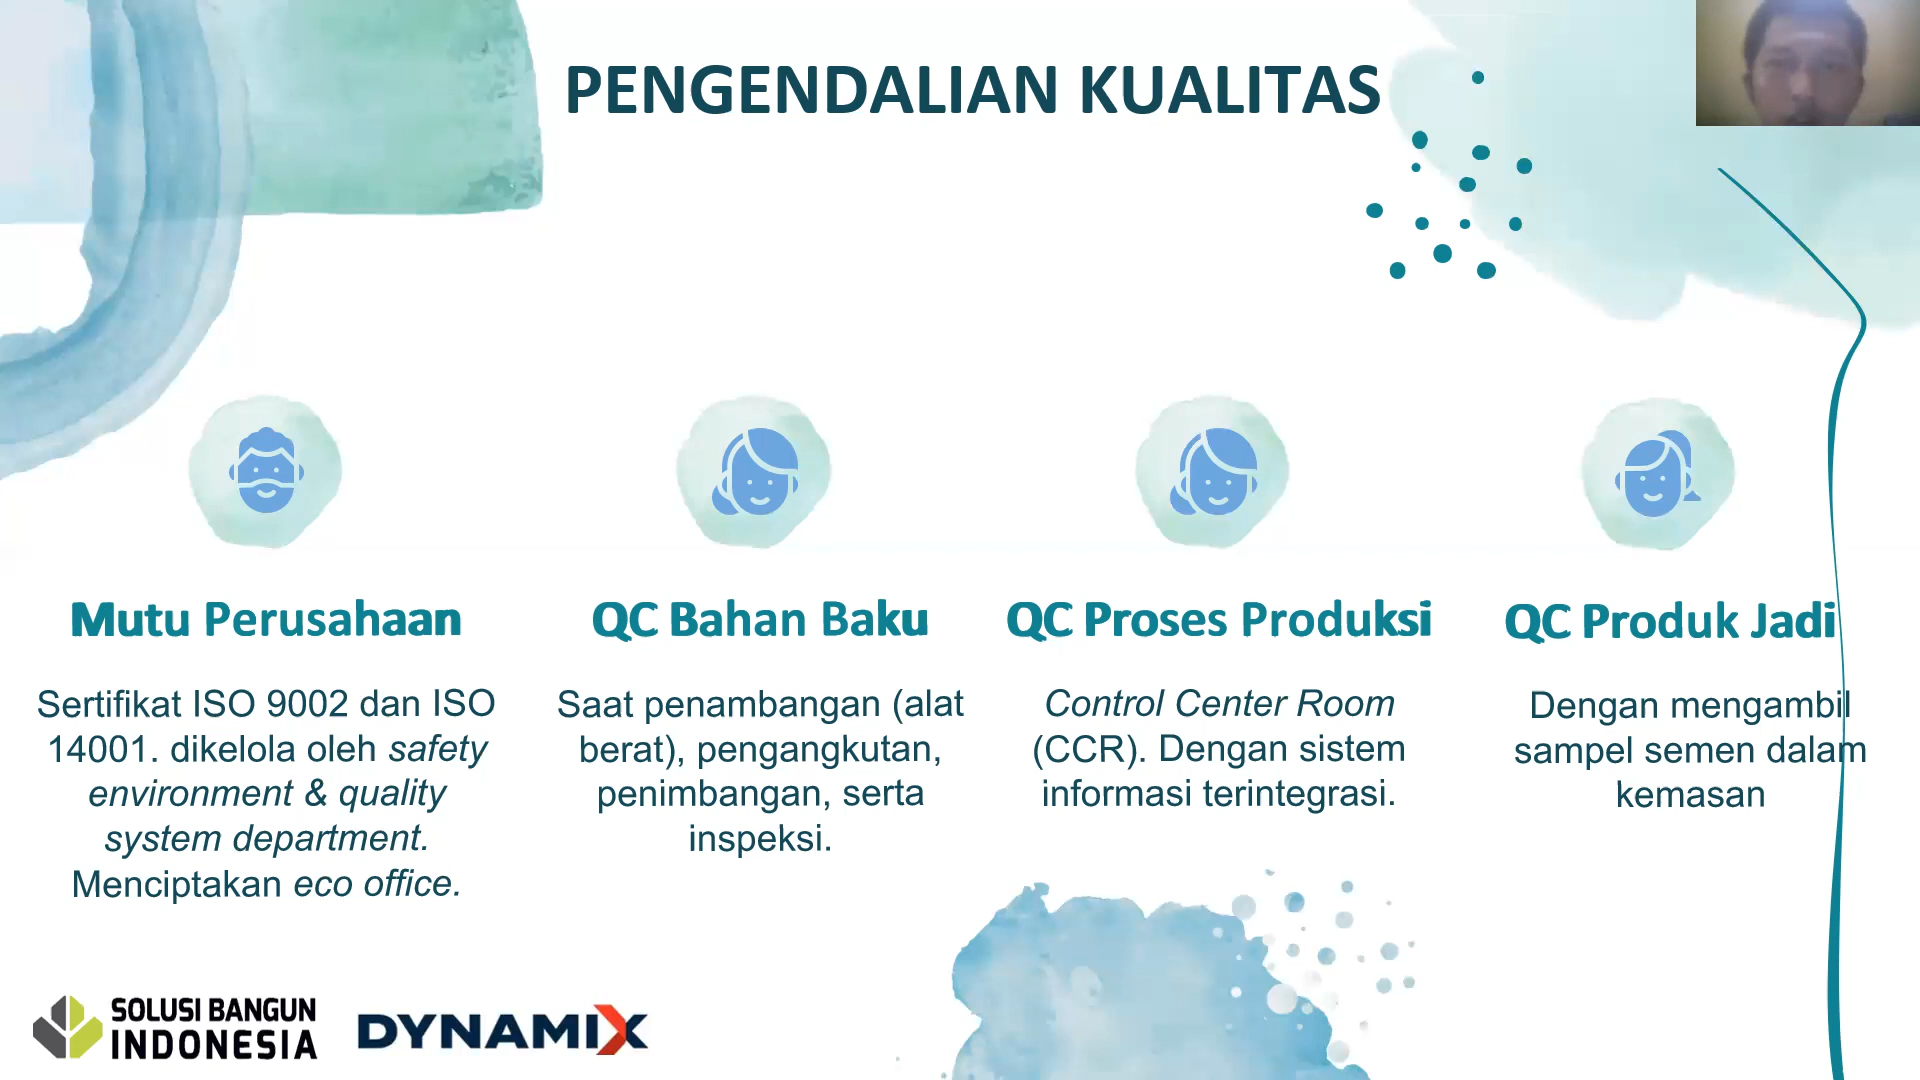 PENGENDALIAN KUALITAS
Mutu Perusahaan
Sertifikat ISO 9002 dan ISO
14001. dikelola oleh safety
environment & quality
system department.
Menciptakan eco office.
QC Bahan Baku
Saat penambangan (alat
berat), pengangkutan,
penimbangan, serta
inspeksi.
QC Proses Produksi
Control Center Room
(CCR). Dengan sistem
informasi terintegrasi.
QC Produk Jadi
Dengan mengambil
sampel semen dalam
kemasan
SOLUSI BANGUN
INDONESIA
DYNAMIX